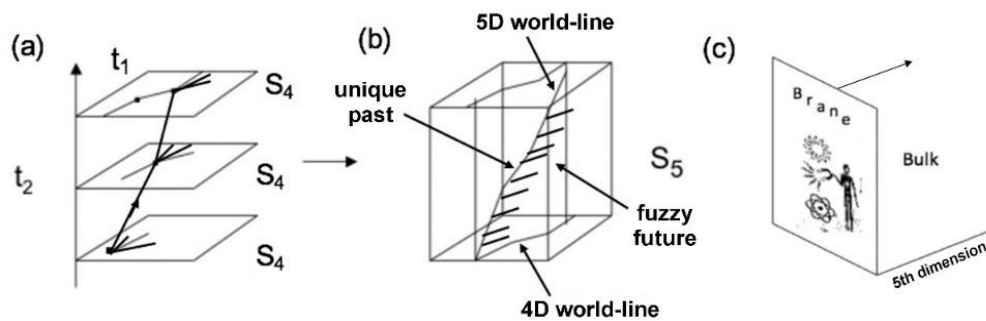 (a)
t₁
S₄
t₂
S₄
S₄
(b)
5D world-line
unique
past
S₅
fuzzy
future
4D world-line
(c)
Brane
Bulk
5th dimension